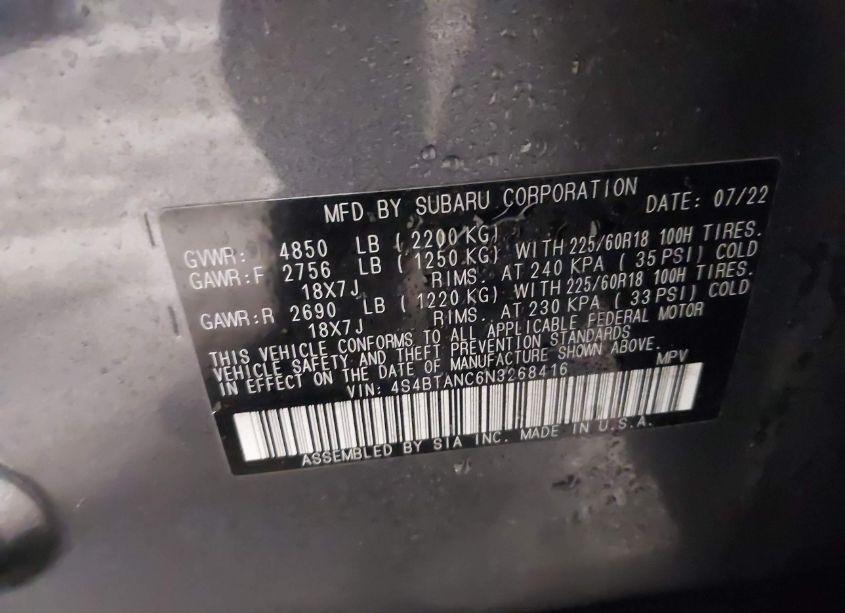 MFD BY SUBARU CORPORATION DATE: 07/22
GVWR: 4850 LB ( 2200 KG)
GAWR:F 2756 LB ( 1250 KG) WITH 225/60R18 100H TIRES.
18X7J RIMS. AT 240 KPA ( 35 PSI) COLD
GAWR:R 2690 LB ( 1220 KG) WITH 225/60R18 100H TIRES.
18X7J RIMS. AT 230 KPA ( 33 PSI) COLD
THIS VEHICLE CONFORMS TO ALL APPLICABLE FEDERAL MOTOR
VEHICLE SAFETY AND THEFT PREVENTION STANDARDS
IN EFFECT ON THE DATE OF MANUFACTURE SHOWN ABOVE.
VIN: 4S4BTANC6N3268416 MPV
ASSEMBLED BY SIA INC. MADE IN U.S.A.